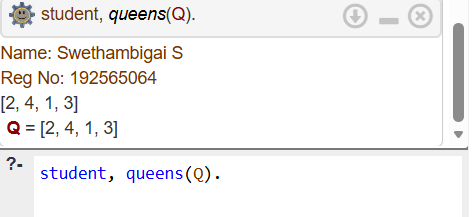 student, queens(Q).
Name: Swethambigai S
Reg No: 192565064
[2, 4, 1, 3]
Q = [2, 4, 1, 3]
?- student, queens(Q).